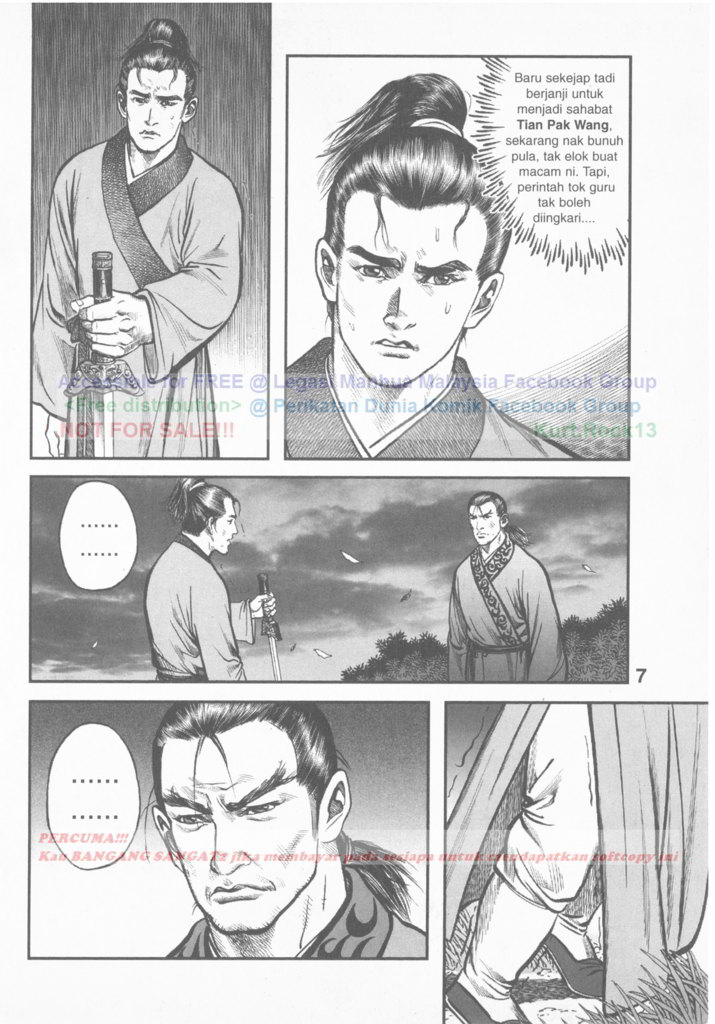 Baru sekejap tadi
berjanji untuk
menjadi sahabat
Tian Pak Wang,
sekarang nak bunuh
pula, tak elok buat
macam ni. Tapi,
perintah tok guru
tak boleh
diingkari....
Accessible for FREE @ Legaal Manhua Malaysia Facebook Group
<Free distribution> @ Perikatan Dunia Komik Facebook Group
NOT FOR SALE!!! Kurt.Rock13
......
......
7
......
......
PERCUMA!!!
Kau BANGANG SANGAT2 jika membayar pada sesiapa untuk mendapatkan softcopy ini